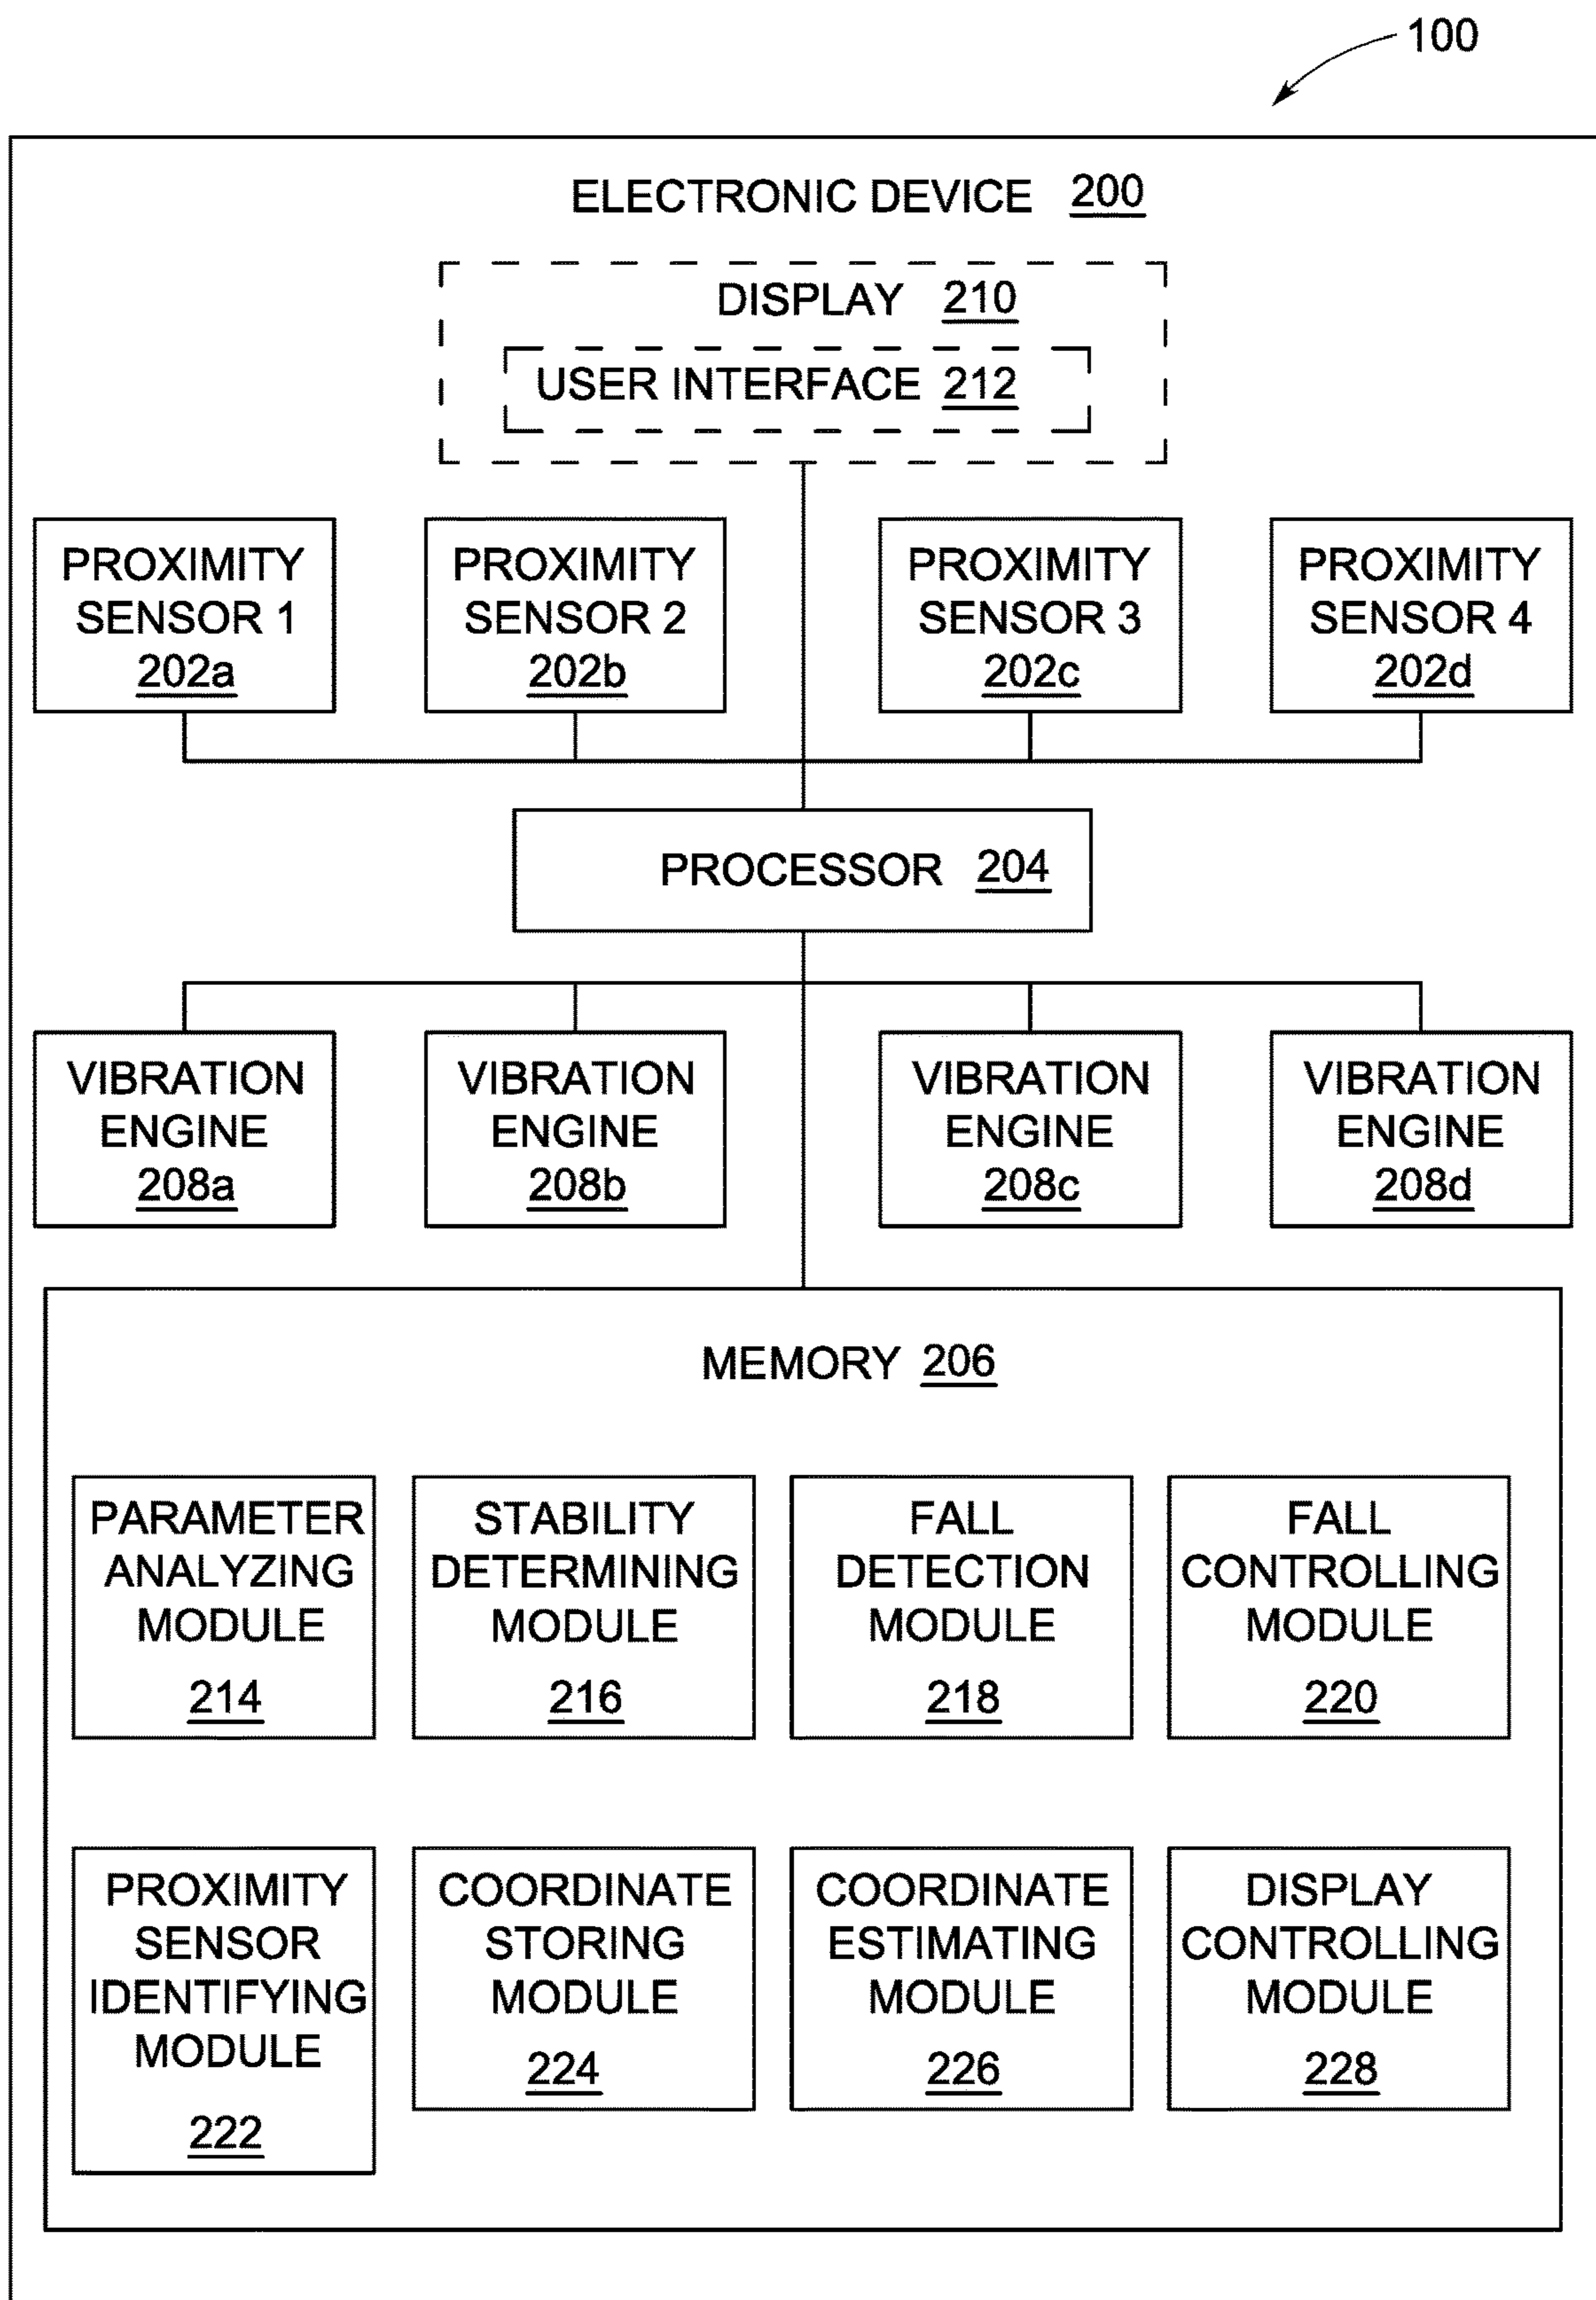 100
ELECTRONIC DEVICE 200
DISPLAY 210
USER INTERFACE 212
PROXIMITY
SENSOR 1
202a
PROXIMITY
SENSOR 2
202b
PROXIMITY
SENSOR 3
202c
PROXIMITY
SENSOR 4
202d
PROCESSOR 204
VIBRATION
ENGINE
208a
VIBRATION
ENGINE
208b
VIBRATION
ENGINE
208c
VIBRATION
ENGINE
208d
MEMORY 206
PARAMETER
ANALYZING
MODULE
214
STABILITY
DETERMINING
MODULE
216
FALL
DETECTION
MODULE
218
FALL
CONTROLLING
MODULE
220
PROXIMITY
SENSOR
IDENTIFYING
MODULE
222
COORDINATE
STORING
MODULE
224
COORDINATE
ESTIMATING
MODULE
226
DISPLAY
CONTROLLING
MODULE
228